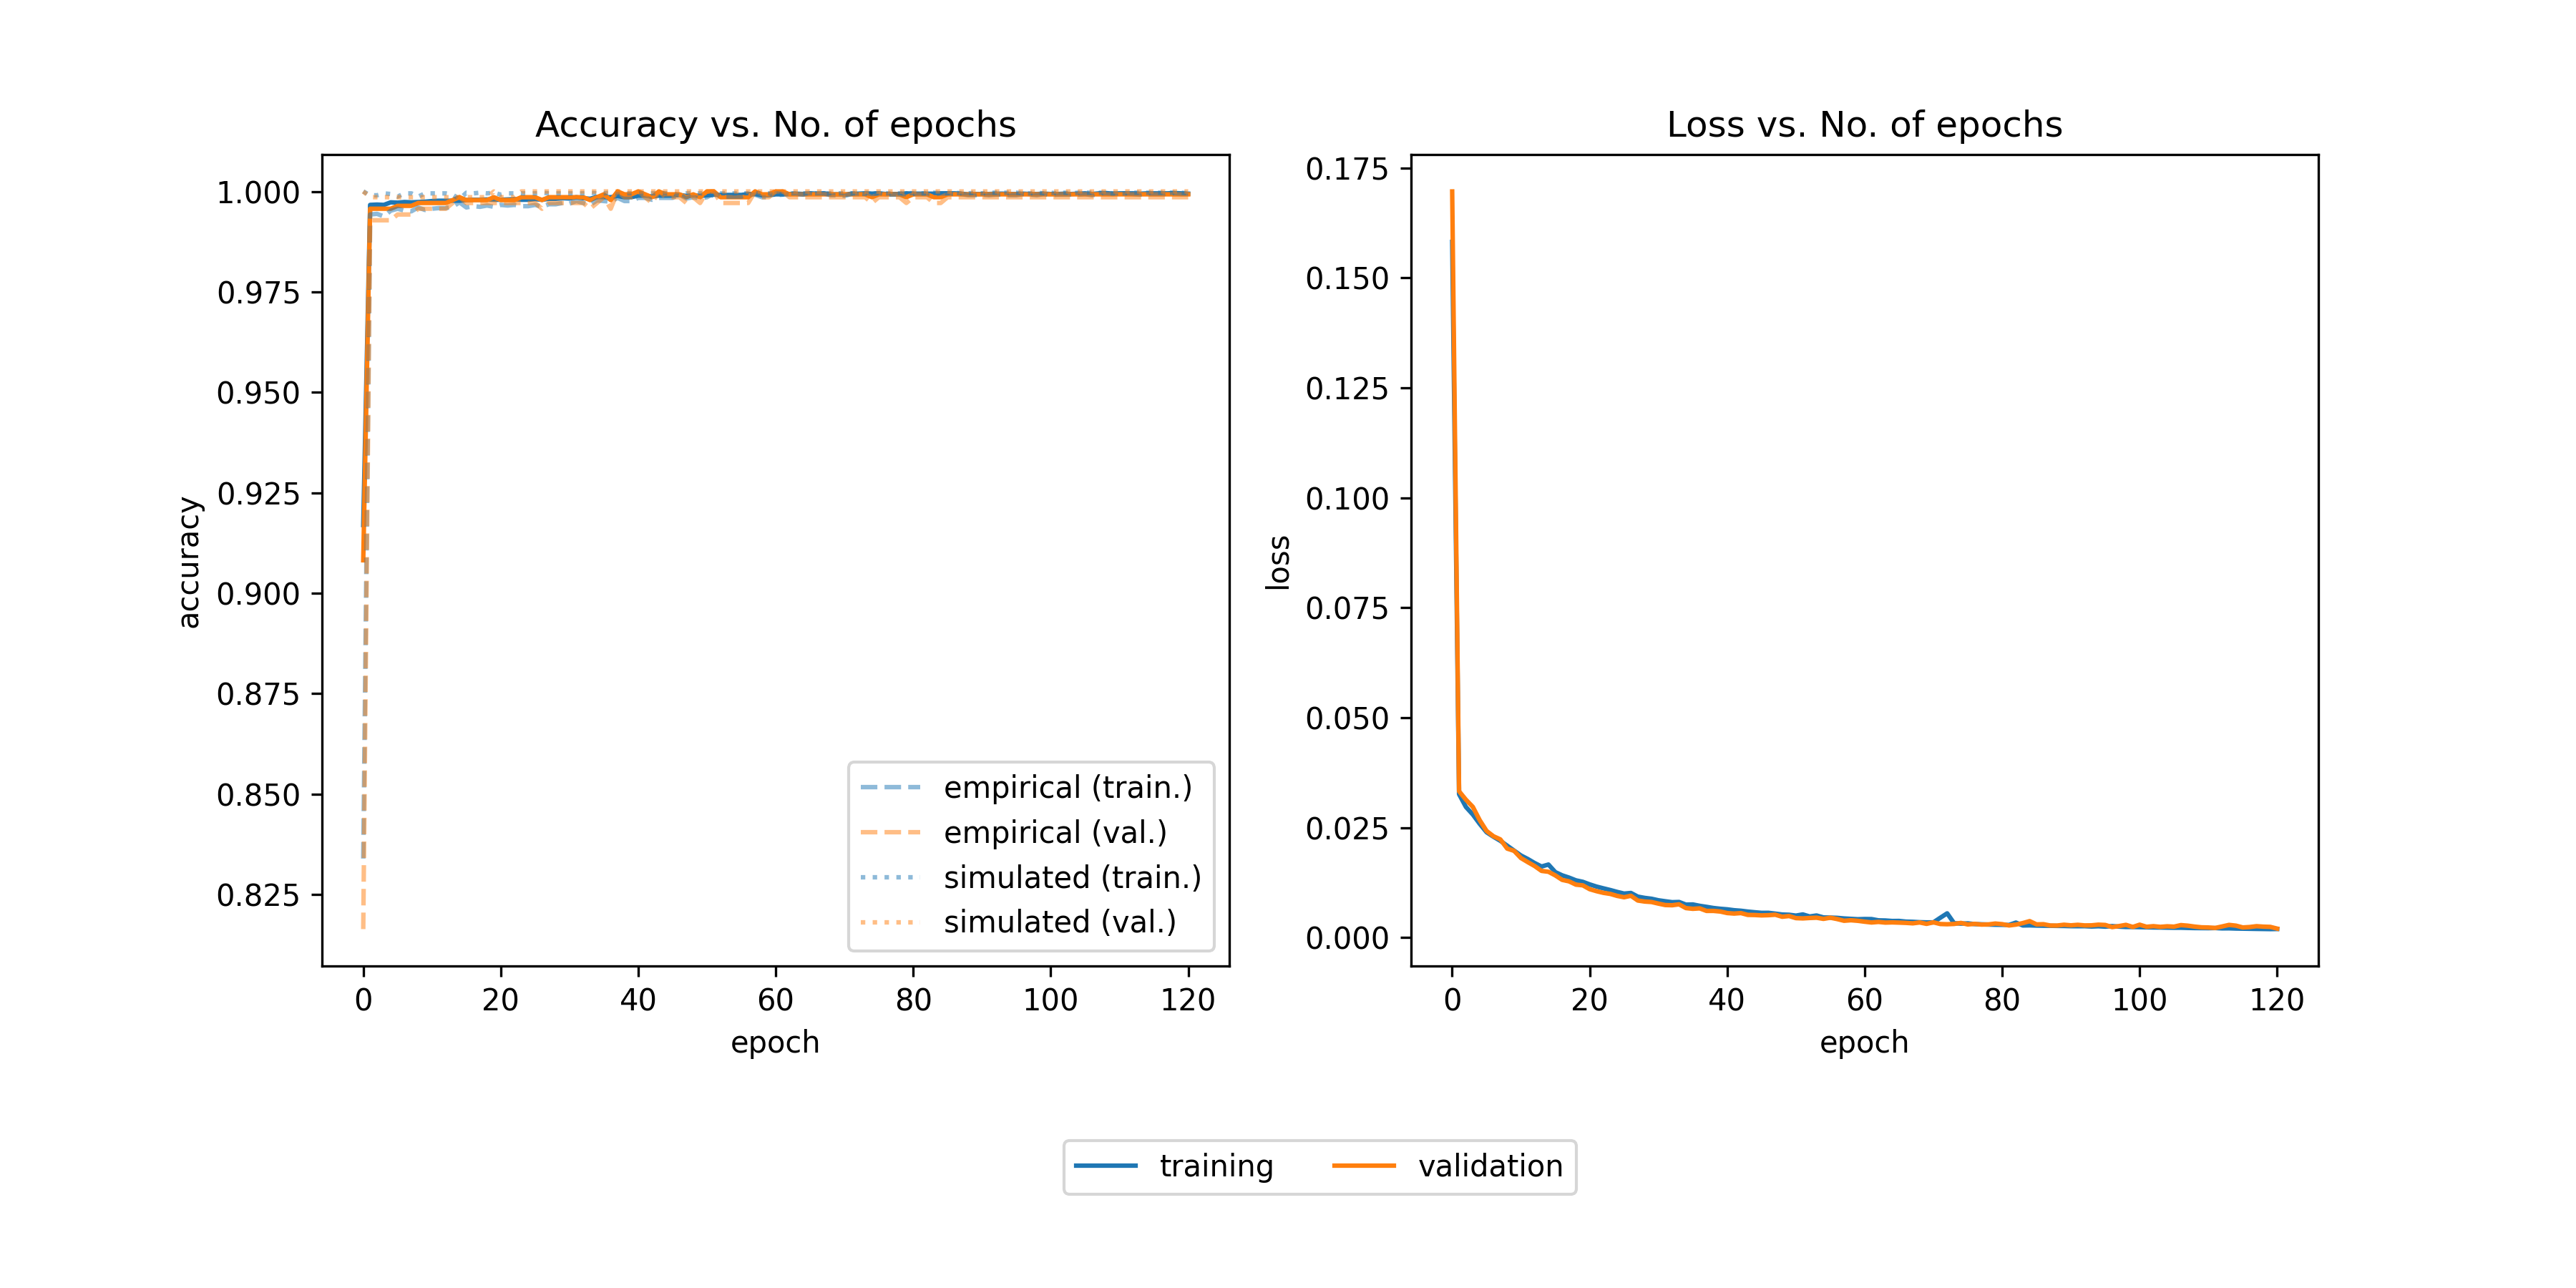 Accuracy vs. No. of epochs
1.000
0.975
0.950
0.925
0.900
0.875
0.850
0.825
accuracy
0 20 40 60 80 100 120
epoch
empirical (train.)
empirical (val.)
simulated (train.)
simulated (val.)
Loss vs. No. of epochs
0.175
0.150
0.125
0.100
0.075
0.050
0.025
0.000
loss
0 20 40 60 80 100 120
epoch
training validation